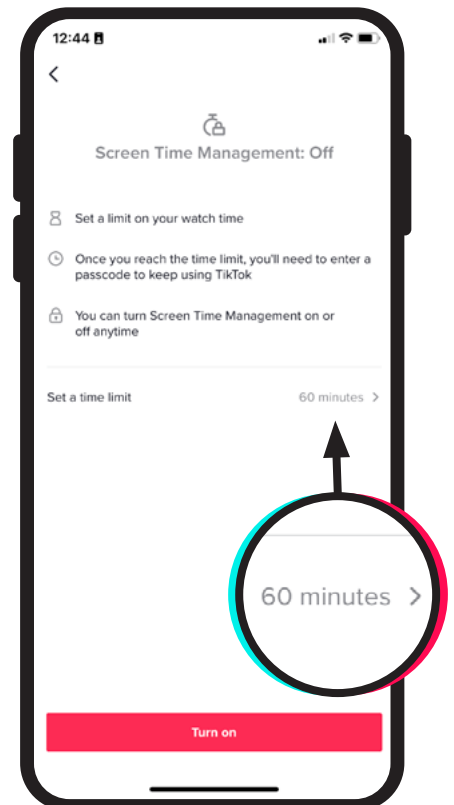 12:44
Screen Time Management: Off
Set a limit on your watch time
Once you reach the time limit, you'll need to enter a
passcode to keep using TikTok
You can turn Screen Time Management on or
off anytime
Set a time limit 60 minutes >
60 minutes >
Turn on